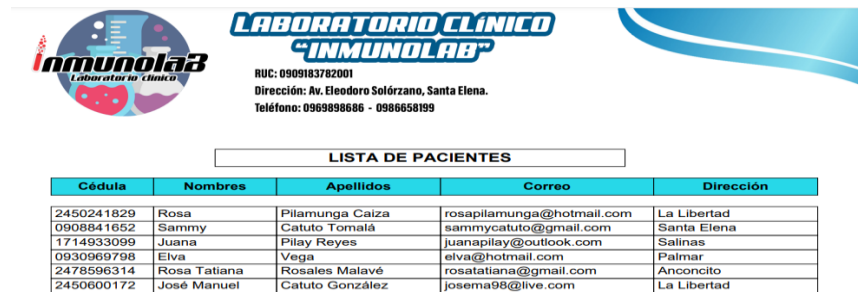 LABORATORIO CLÍNICO
"INMUNOLAB"
inmunolaB
Laboratorio clínico
RUC: 0909183782001
Dirección: Av. Eleodoro Solórzano, Santa Elena.
Teléfono: 0969898686 - 0986658199
LISTA DE PACIENTES
Cédula Nombres Apellidos Correo Dirección
2450241829 Rosa Pilamunga Caiza rosapilamunga@hotmail.com La Libertad
0908841652 Sammy Catuto Tomalá sammycatuto@gmail.com Santa Elena
1714933099 Juana Pilay Reyes juanapilay@outlook.com Salinas
0930969798 Elva Vega elva@hotmail.com Palmar
2478596314 Rosa Tatiana Rosales Malavé rosatatiana@gmail.com Anconcito
2450600172 José Manuel Catuto González josema98@live.com La Libertad